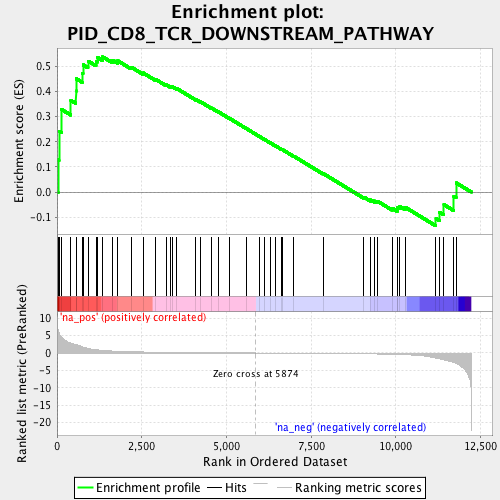 Enrichment plot:
PID_CD8_TCR_DOWNSTREAM_PATHWAY
Enrichment score (ES)
0.5
0.4
0.3
0.2
0.1
0.0
-0.1
'na_pos' (positively correlated)
Ranked list metric (PreRanked)
10
5
0
-5
-10
-15
-20
Zero cross at 5874
'na_neg' (negatively correlated)
0
2,500
5,000
7,500
10,000
12,500
Rank in Ordered Dataset
Enrichment profile
Hits
Ranking metric scores